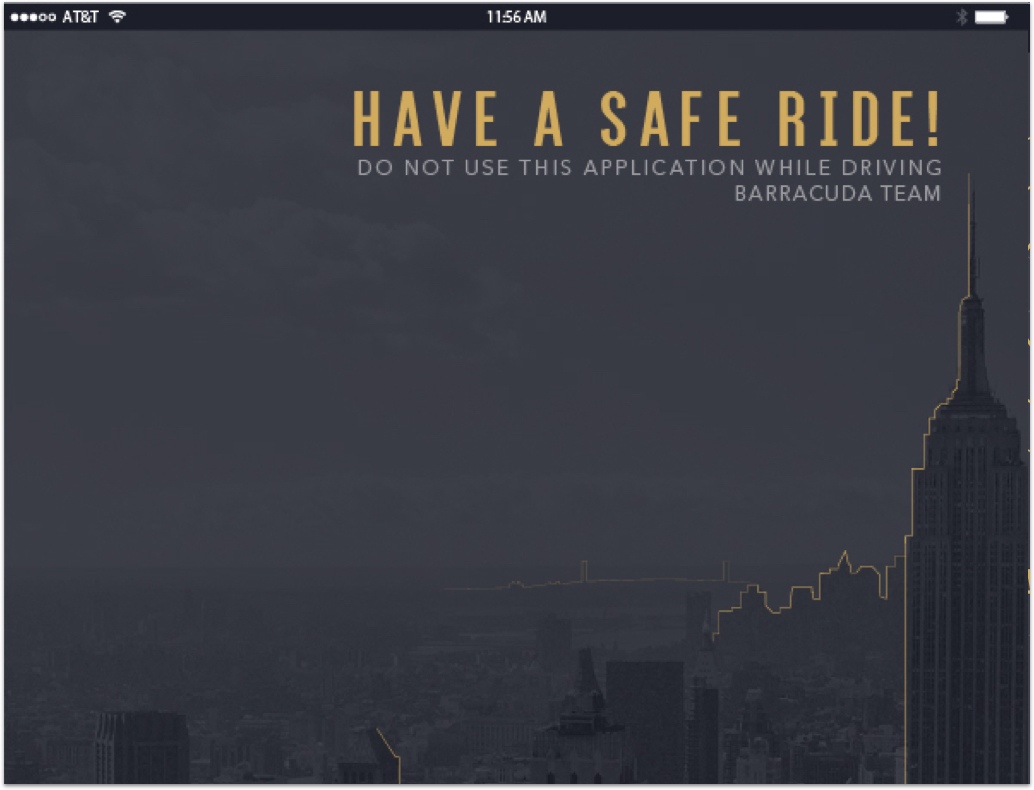 AT&T 11:56 AM
HAVE A SAFE RIDE!
DO NOT USE THIS APPLICATION WHILE DRIVING
BARRACUDA TEAM